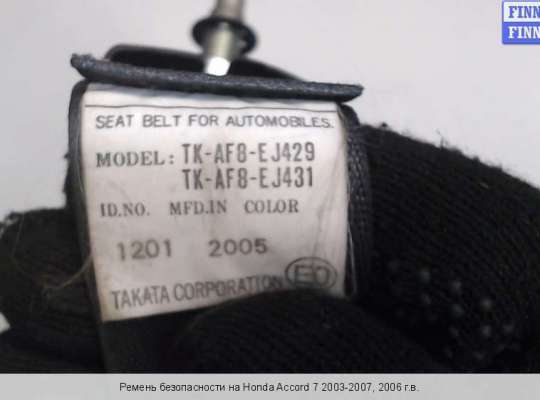 FINN
FINN
SEAT BELT FOR AUTOMOBILES.
MODEL: TK-AF8-EJ429
TK-AF8-EJ431
ID.NO. MFD.IN COLOR
1201 2005
TAKATA CORPORATION
Ремень безопасности на Honda Accord 7 2003-2007, 2006 г.в.